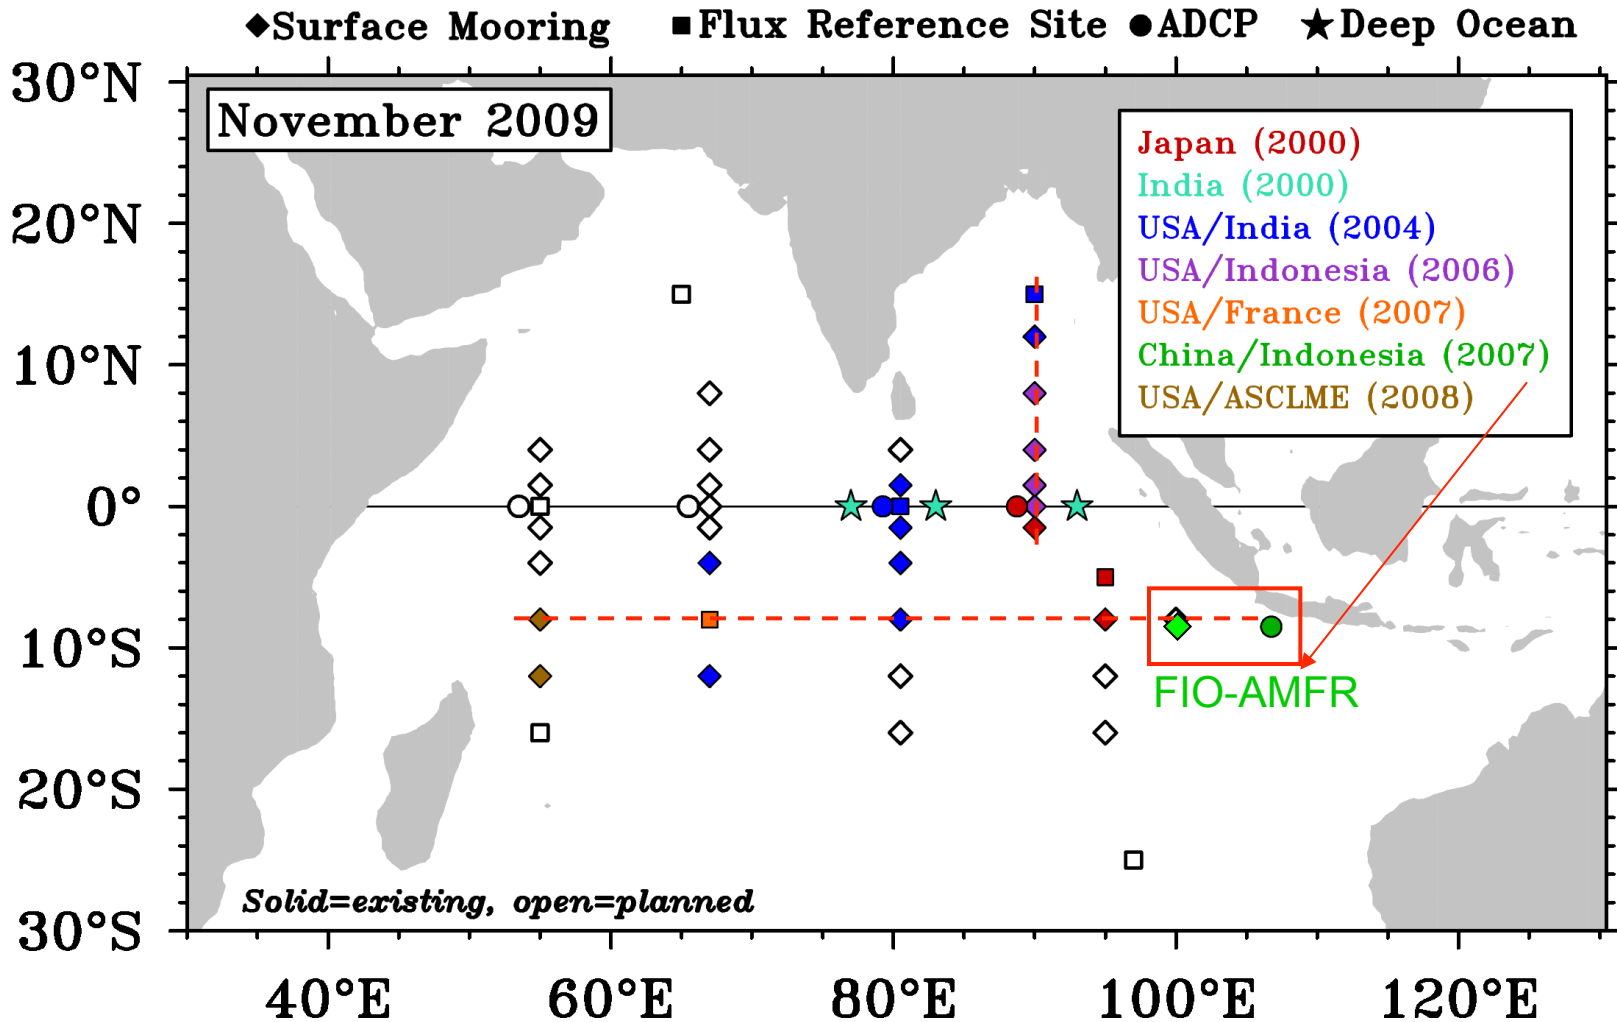 ◆Surface Mooring ■Flux Reference Site ●ADCP ★Deep Ocean
30°N
November 2009
Japan (2000)
India (2000)
20°N
USA/India (2004)
USA/Indonesia (2006)
USA/France (2007)
10°N
China/Indonesia (2007)
USA/ASCLME (2008)
0°
10°S
FIO-AMFR
20°S
Solid=existing, open=planned
30°S
40°E 60°E 80°E 100°E 120°E